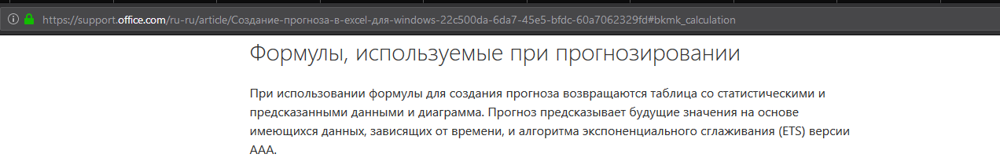 https://support.office.com/ru-ru/article/Создание-прогноза-в-excel-для-windows-22c500da-6da7-45e5-bfdc-60a7062329fd#bkmk_calculation
Формулы, используемые при прогнозировании
При использовании формулы для создания прогноза возвращаются таблица со статистическими и
предсказанными данными и диаграмма. Прогноз предсказывает будущие значения на основе
имеющихся данных, зависящих от времени, и алгоритма экспоненциального сглаживания (ETS) версии
AAA.